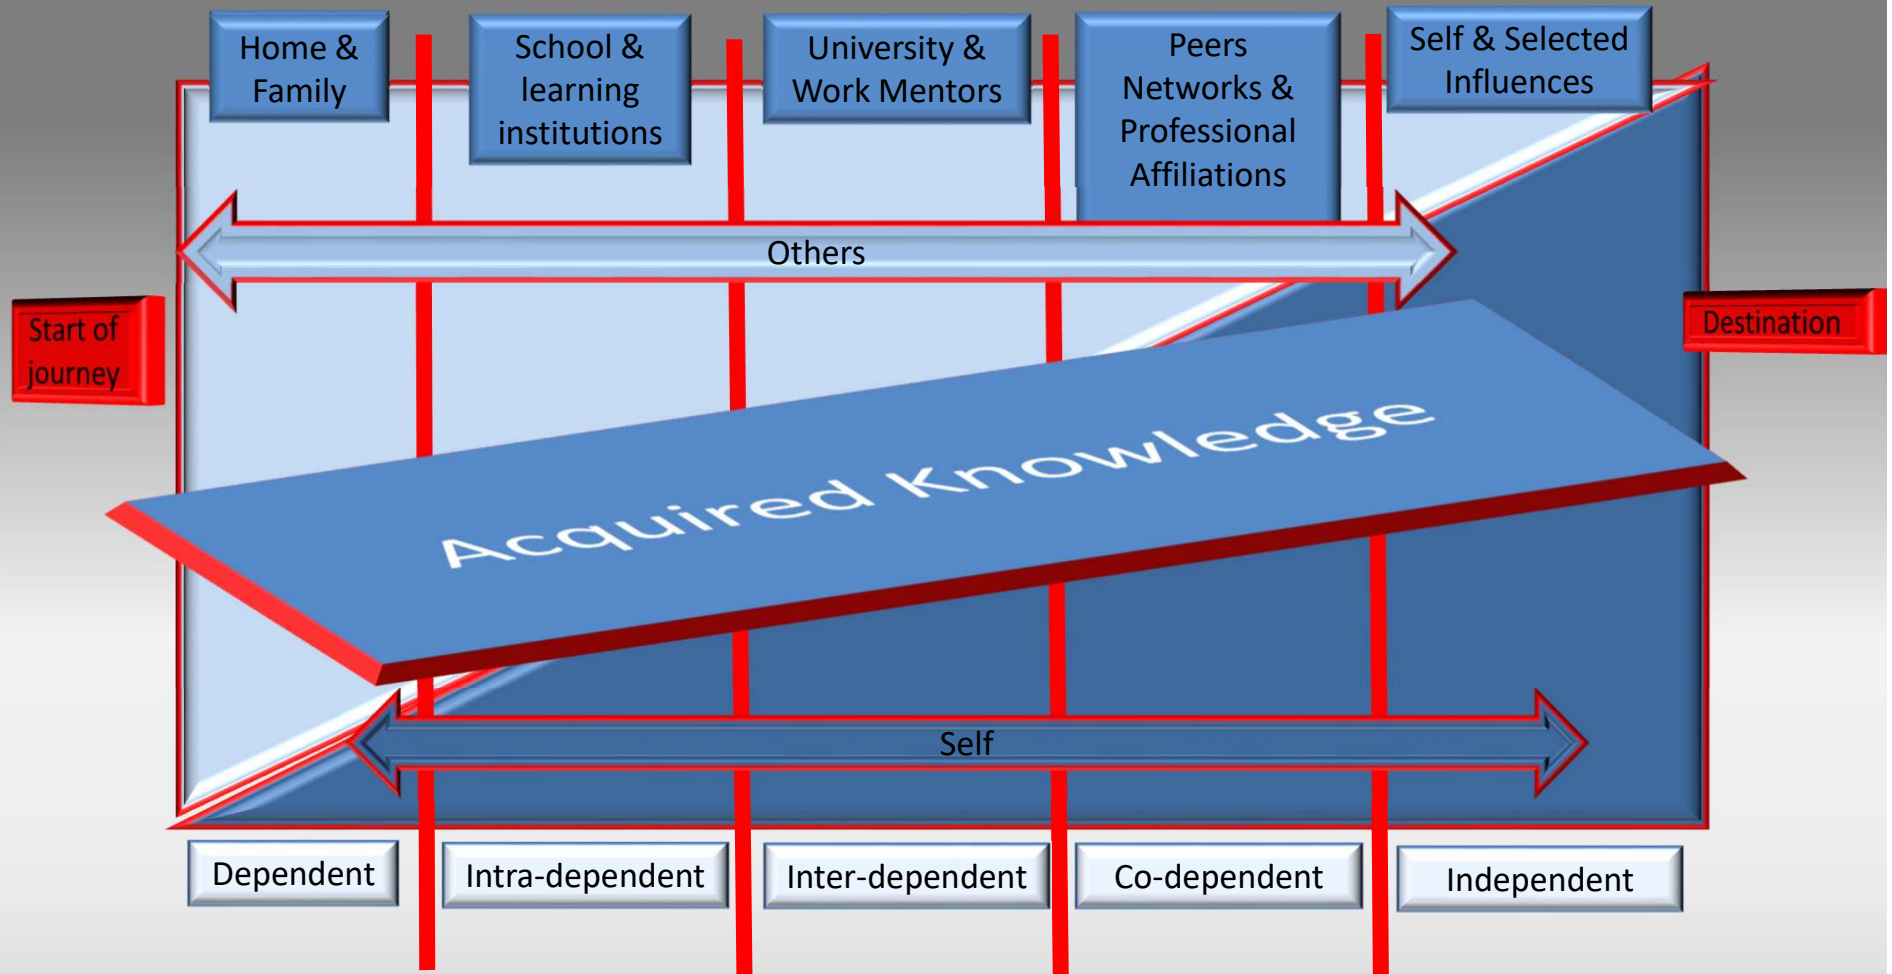 Home &
Family
School &
learning
institutions
University &
Work Mentors
Peers
Networks &
Professional
Affiliations
Self & Selected
Influences
Others
Start of
journey
Destination
Acquired Knowledge
Self
Dependent
Intra-dependent
Inter-dependent
Co-dependent
Independent